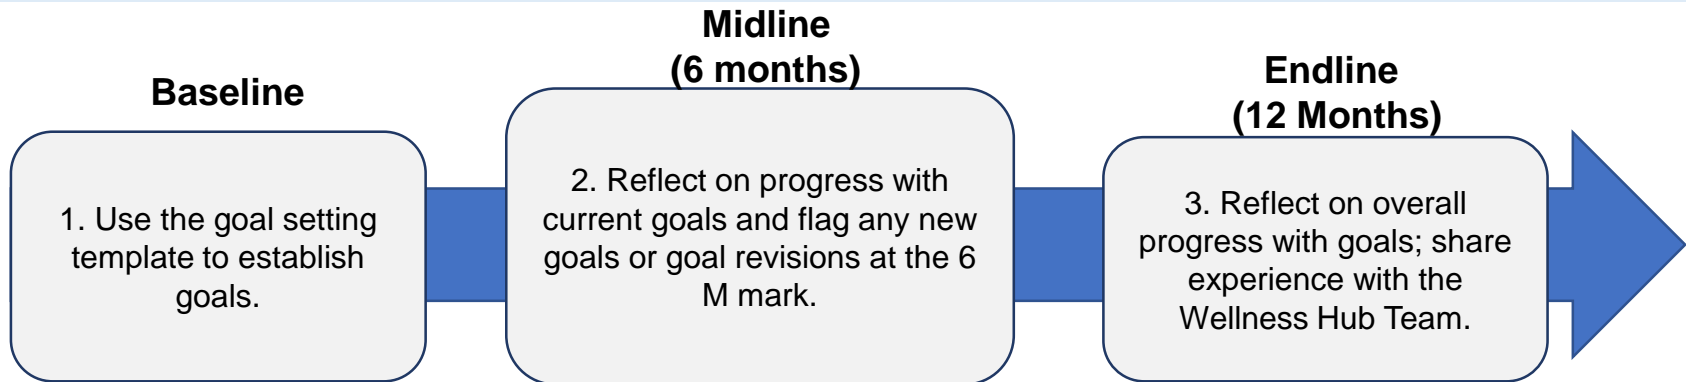 Baseline
1. Use the goal setting
template to establish
goals.
Midline
(6 months)
2. Reflect on progress with
current goals and flag any new
goals or goal revisions at the 6
M mark.
Endline
(12 Months)
3. Reflect on overall
progress with goals; share
experience with the
Wellness Hub Team.